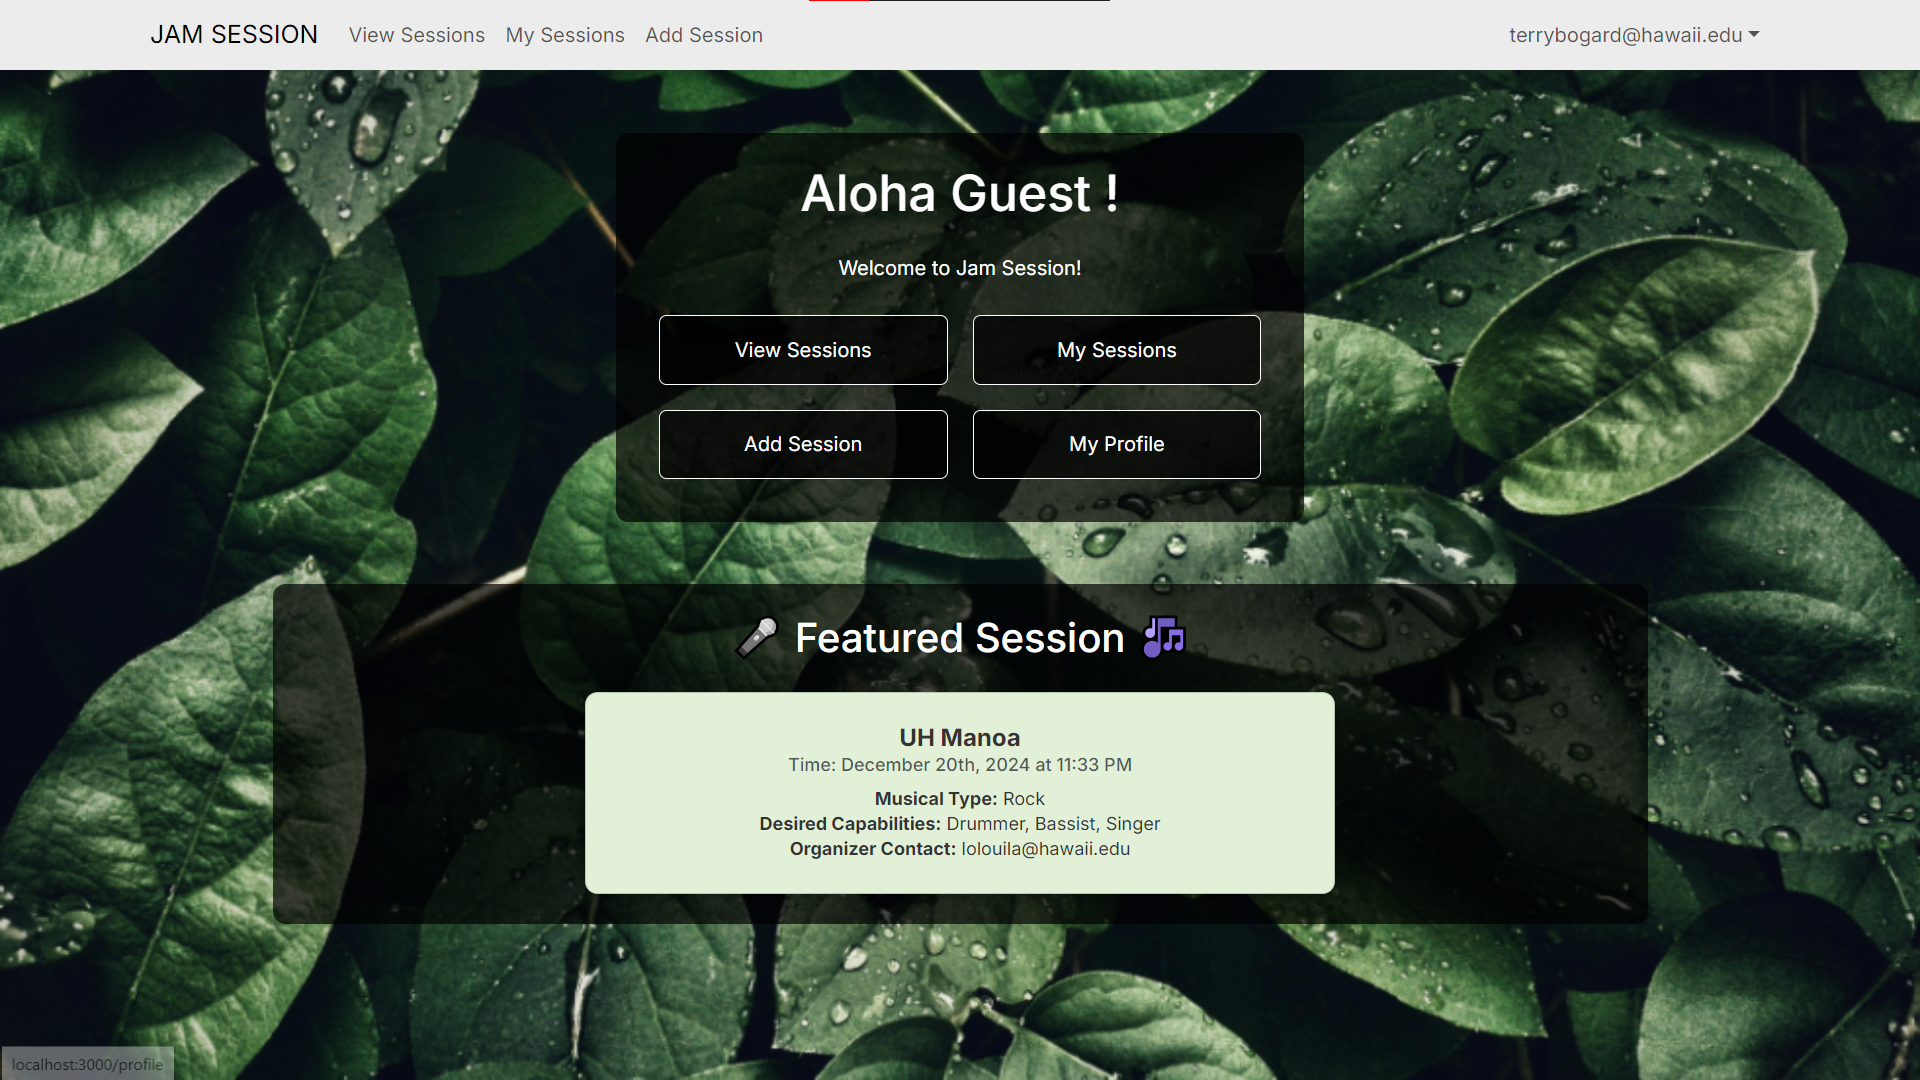 JAM SESSION View Sessions My Sessions Add Session terrybogard@hawaii.edu
Aloha Guest !
Welcome to Jam Session!
View Sessions My Sessions
Add Session My Profile
🎤 Featured Session 🎶
UH Manoa
Time: December 20th, 2024 at 11:33 PM
Musical Type: Rock
Desired Capabilities: Drummer, Bassist, Singer
Organizer Contact: lolouila@hawaii.edu
localhost:3000/profile